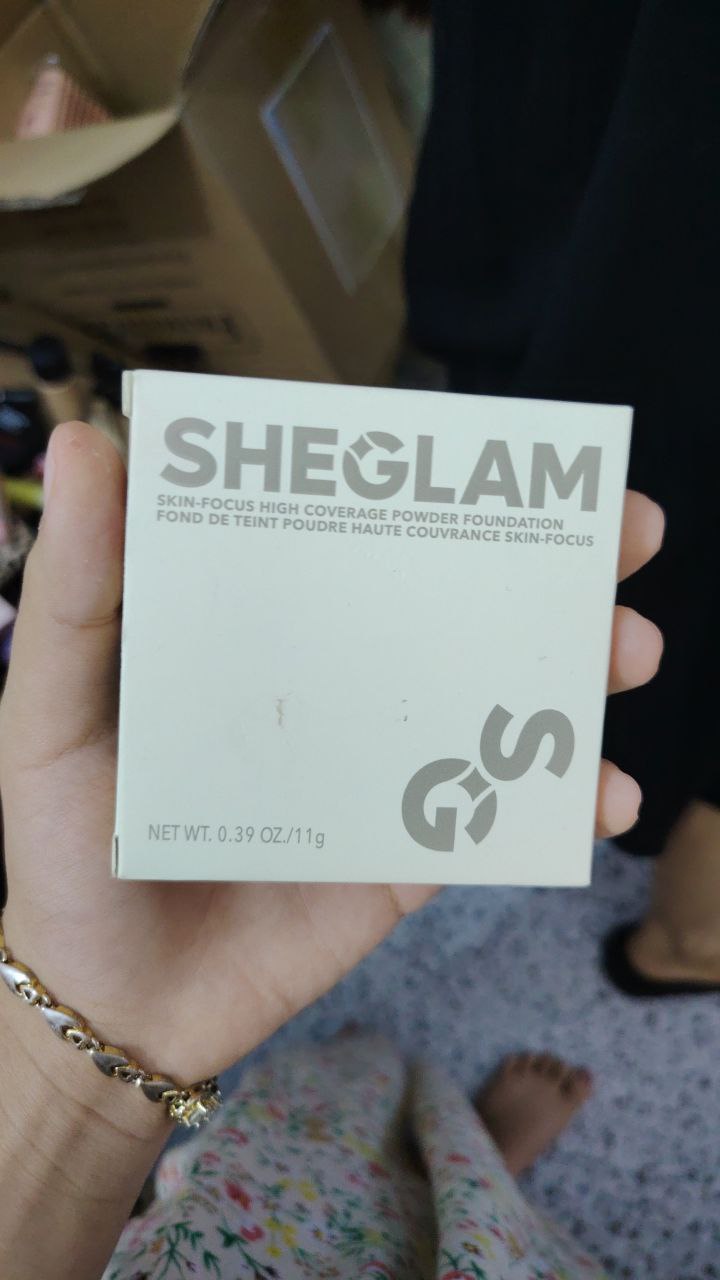 SHEGLAM
SKIN-FOCUS HIGH COVERAGE POWDER FOUNDATION
FOND DE TEINT POUDRE HAUTE COUVRANCE SKIN-FOCUS
SG
NET WT. 0.39 OZ./11g